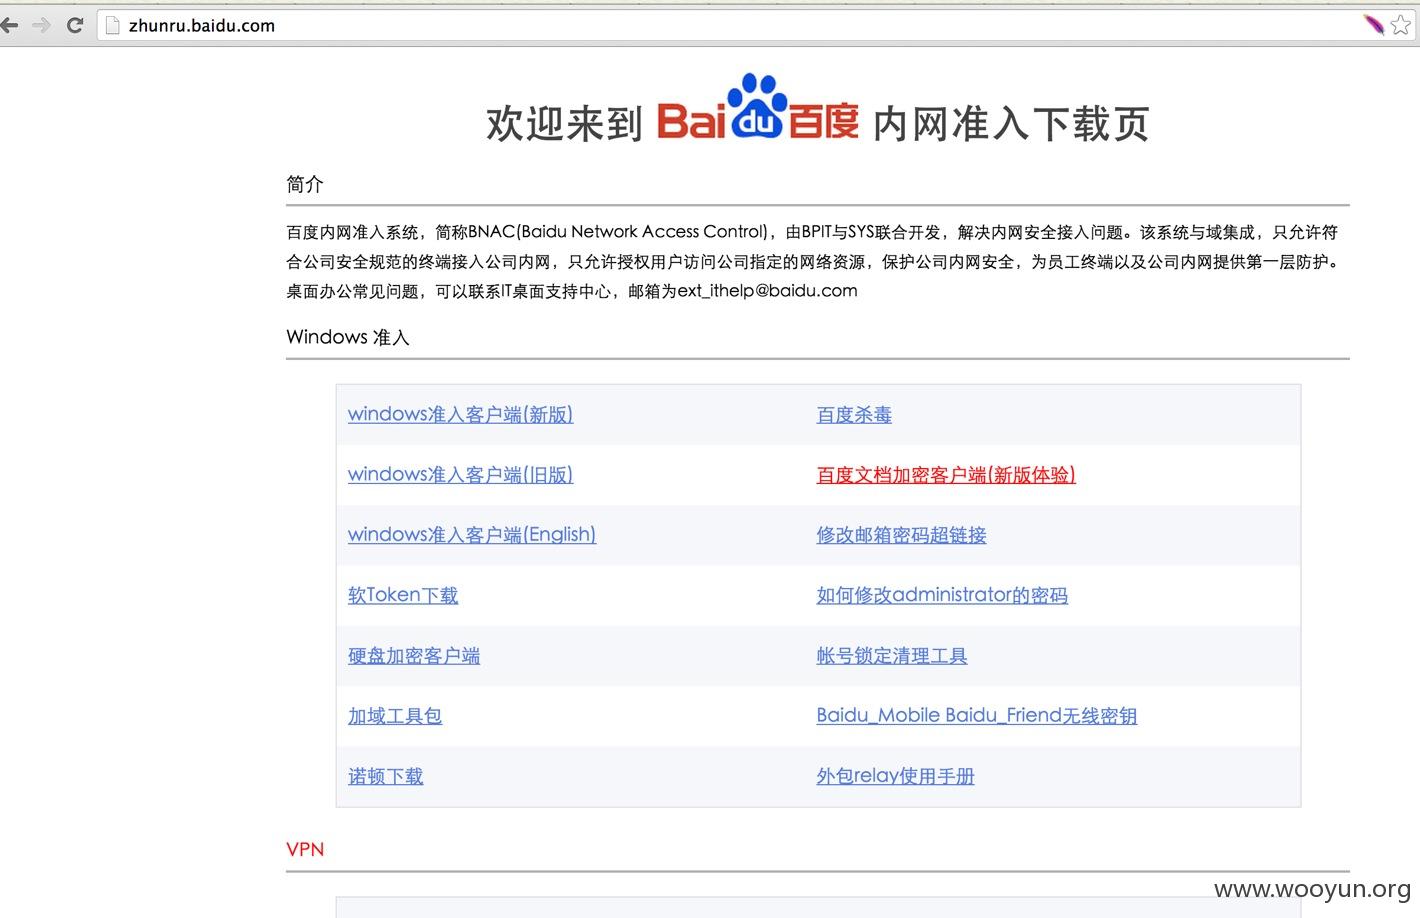 zhunru.baidu.com
欢迎来到 Baidu百度 内网准入下载页
简介
百度内网准入系统，简称BNAC(Baidu Network Access Control)，由BPIT与SYS联合开发，解决内网安全接入问题。该系统与域集成，只允许符
合公司安全规范的终端接入公司内网，只允许授权用户访问公司指定的网络资源，保护公司内网安全，为员工终端以及公司内网提供第一层防护。
桌面办公常见问题，可以联系IT桌面支持中心，邮箱为ext_ithelp@baidu.com
Windows 准入
windows准入客户端(新版) 百度杀毒
windows准入客户端(旧版) 百度文档加密客户端(新版体验)
windows准入客户端(English) 修改邮箱密码超链接
软Token下载 如何修改administrator的密码
硬盘加密客户端 帐号锁定清理工具
加域工具包 Baidu_Mobile Baidu_Friend无线密钥
诺顿下载 外包relay使用手册
VPN
www.wooyun.org